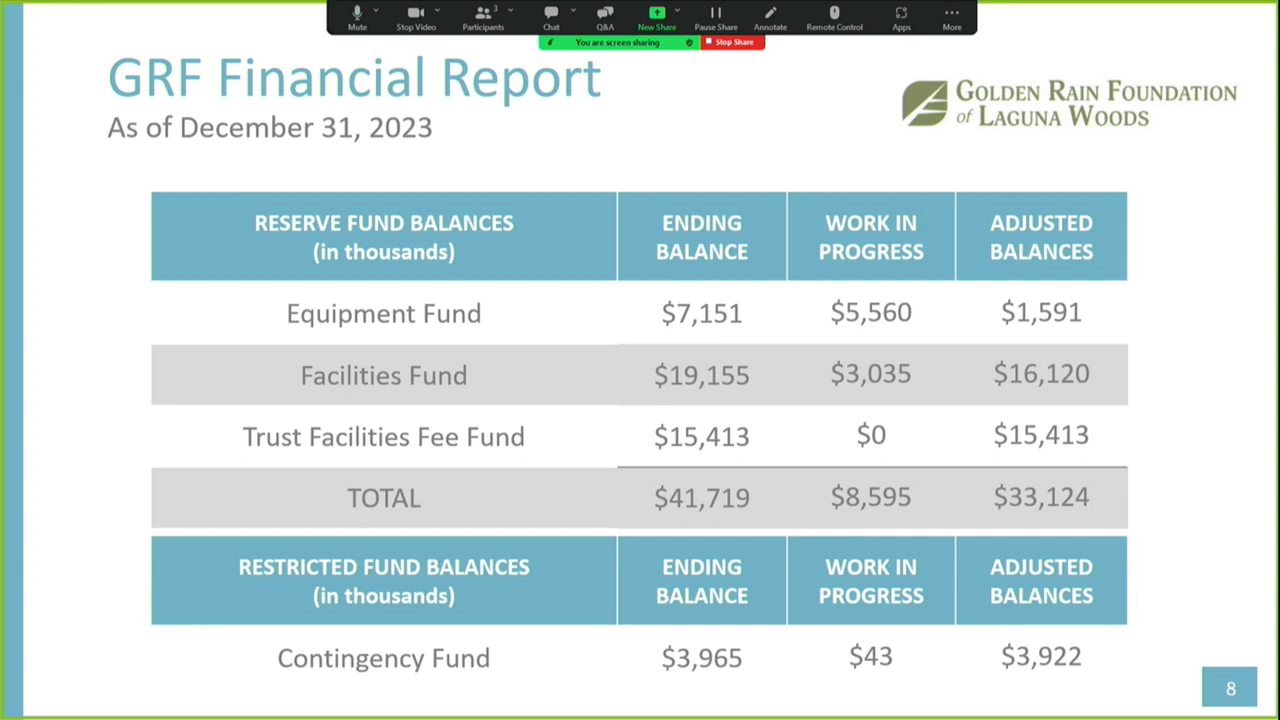 Mute
Stop Video
3
Participants
Chat
Q&A
New Share
Pause Share
Annotate
Remote Control
Apps
More
You are screen sharing
Stop Share
GRF Financial Report
As of December 31, 2023
GOLDEN RAIN FOUNDATION
of LAGUNA WOODS
RESERVE FUND BALANCES
(in thousands)
ENDING
BALANCE
WORK IN
PROGRESS
ADJUSTED
BALANCES
Equipment Fund $7,151 $5,560 $1,591
Facilities Fund $19,155 $3,035 $16,120
Trust Facilities Fee Fund $15,413 $0 $15,413
TOTAL $41,719 $8,595 $33,124
RESTRICTED FUND BALANCES
(in thousands)
ENDING
BALANCE
WORK IN
PROGRESS
ADJUSTED
BALANCES
Contingency Fund $3,965 $43 $3,922
8